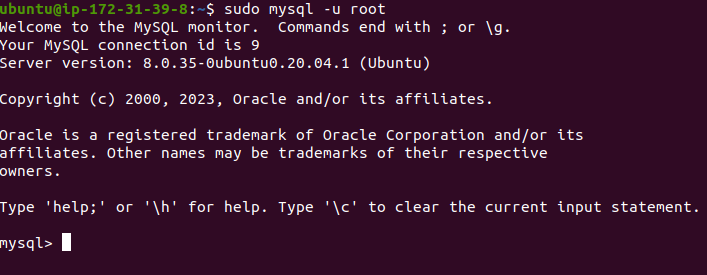 ubuntu@ip-172-31-39-8:~$ sudo mysql -u root
Welcome to the MySQL monitor.  Commands end with ; or \g.
Your MySQL connection id is 9
Server version: 8.0.35-0ubuntu0.20.04.1 (Ubuntu)

Copyright (c) 2000, 2023, Oracle and/or its affiliates.

Oracle is a registered trademark of Oracle Corporation and/or its
affiliates. Other names may be trademarks of their respective
owners.

Type 'help;' or '\h' for help. Type '\c' to clear the current input statement.

mysql>